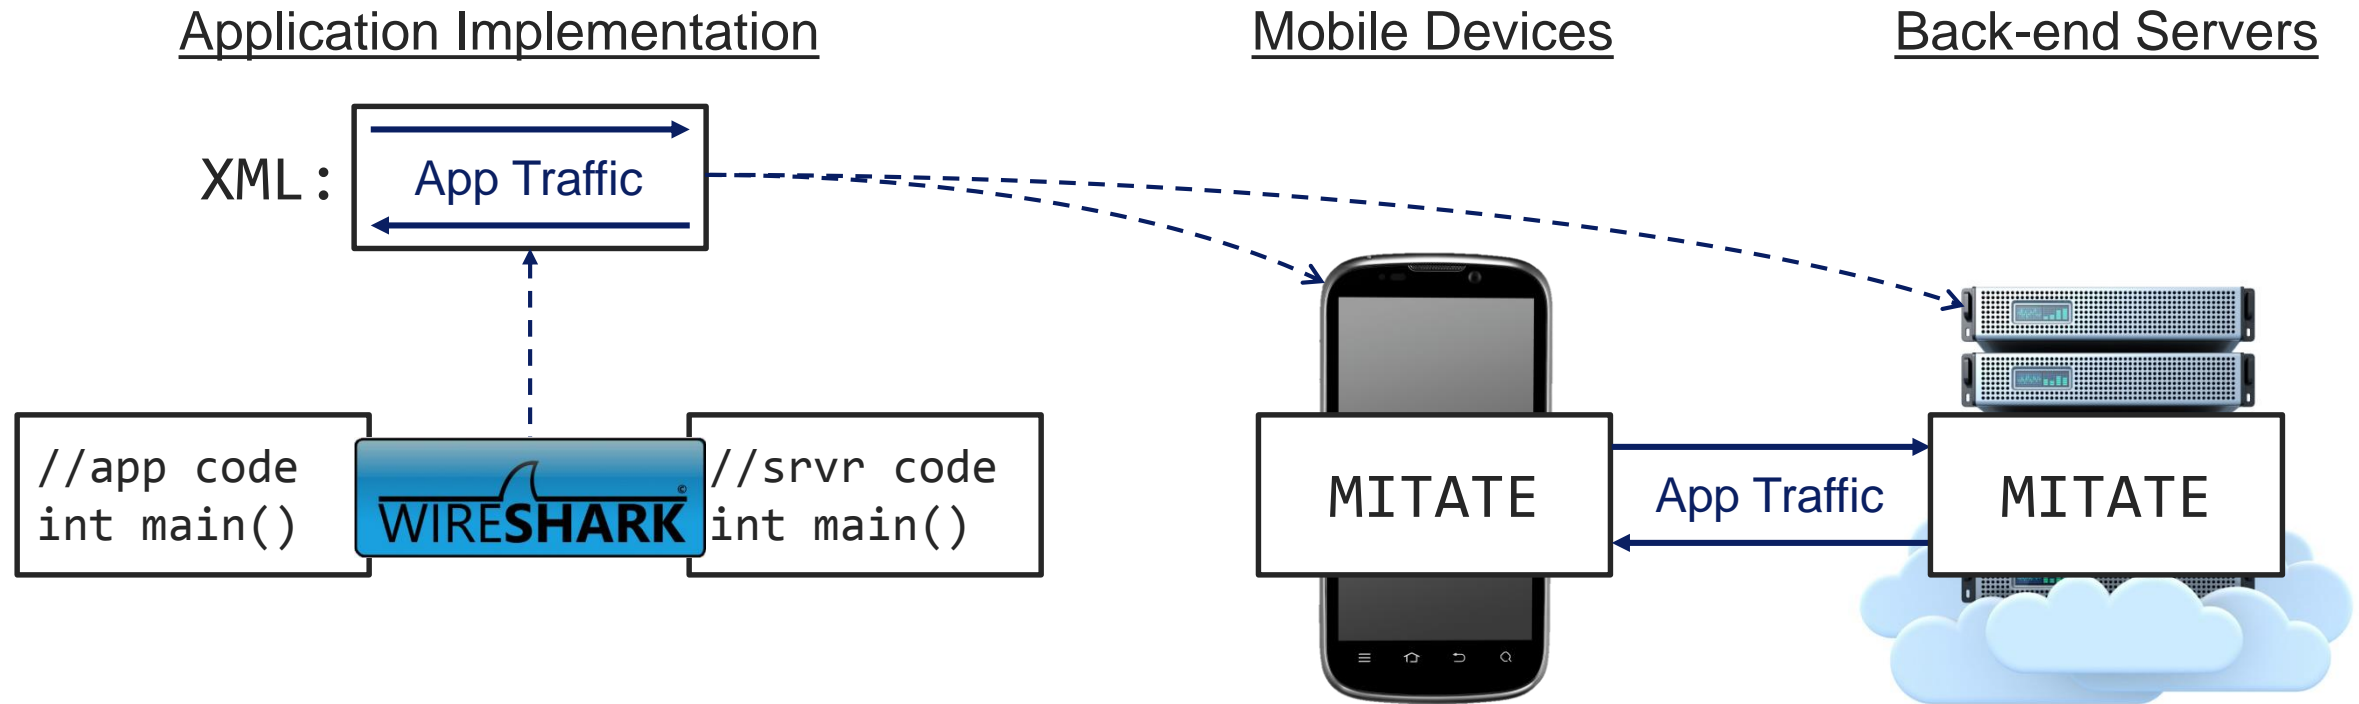 Application Implementation
Mobile Devices
Back-end Servers
XML:
App Traffic
//app code
int main()
WIRESHARK
©
//srvr code
int main()
MITATE
App Traffic
MITATE